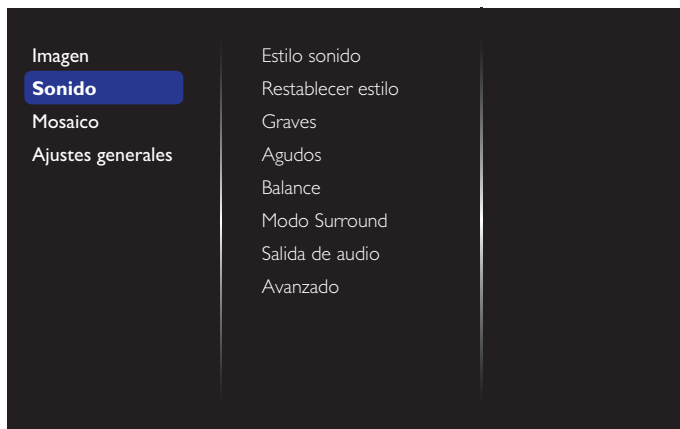 Imagen
Sonido
Mosaico
Ajustes generales
Estilo sonido
Restablecer estilo
Graves
Agudos
Balance
Modo Surround
Salida de audio
Avanzado